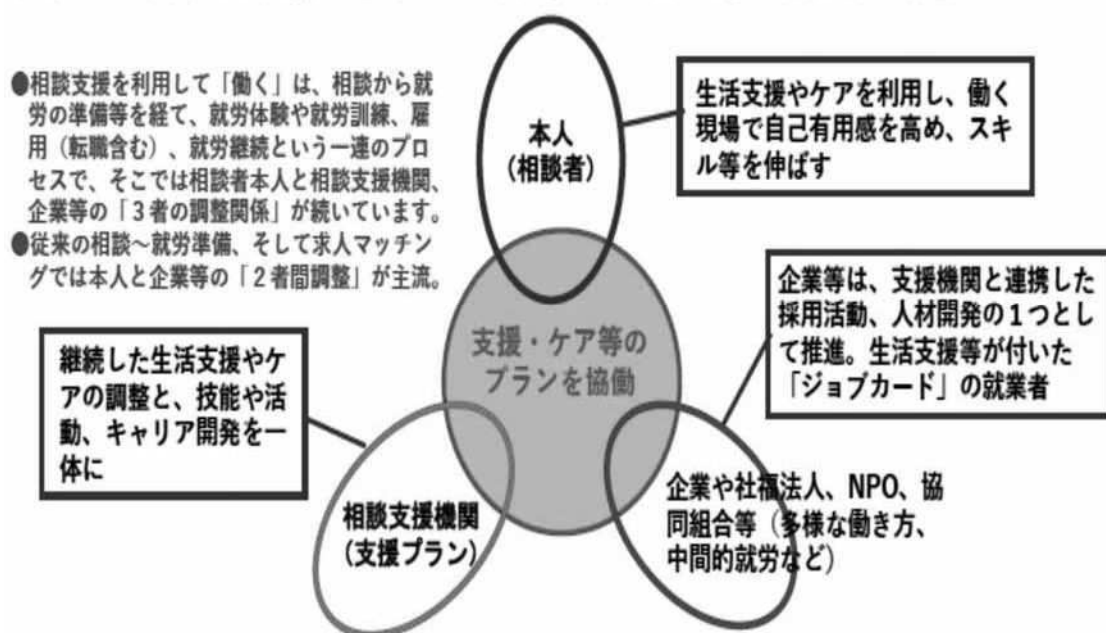 ●相談支援を利用して「働く」は、相談から就
労の準備等を経て、就労体験や就労訓練、雇
用（転職含む）、就労継続という一連のプロ
セスで、そこでは相談者本人と相談支援機関、
企業等の「３者の調整関係」が続いています。
●従来の相談～就労準備、そして求人マッチン
グでは本人と企業等の「２者間調整」が主流。
本人
（相談者）
生活支援やケアを利用し、働く
現場で自己有用感を高め、スキ
ル等を伸ばす
企業等は、支援機関と連携した
採用活動、人材開発の１つとし
て推進。生活支援等が付いた
「ジョブカード」の就業者
支援・ケア等の
プランを協働
継続した生活支援やケ
アの調整と、技能や活
動、キャリア開発を一
体に
相談支援機関
（支援プラン）
企業や社福法人、NPO、協
同組合等（多様な働き方、
中間的就労など）